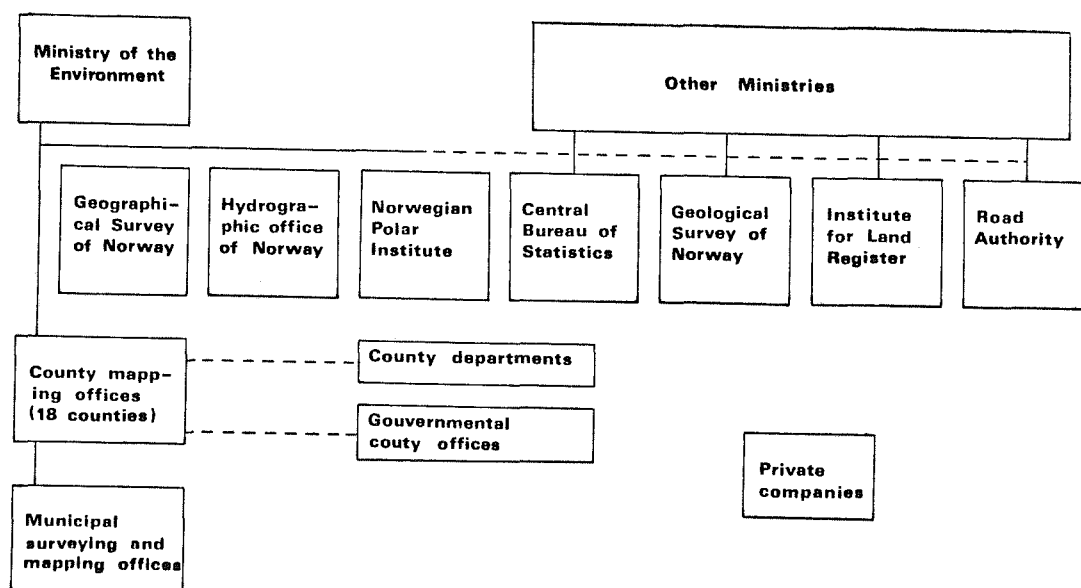 Ministry of the
Environment
Other Ministries
Geographi-
cal Survey
of Norway
Hydrogra-
phic office
of Norway
Norwegian
Polar
Institute
Central
Bureau of
Statistics
Geological
Survey of
Norway
Institute
for Land
Register
Road
Authority
County mapp-
ing offices
(18 counties)
County departments
Gouvernmental
couty offices
Private
companies
Municipal
surveying and
mapping offices